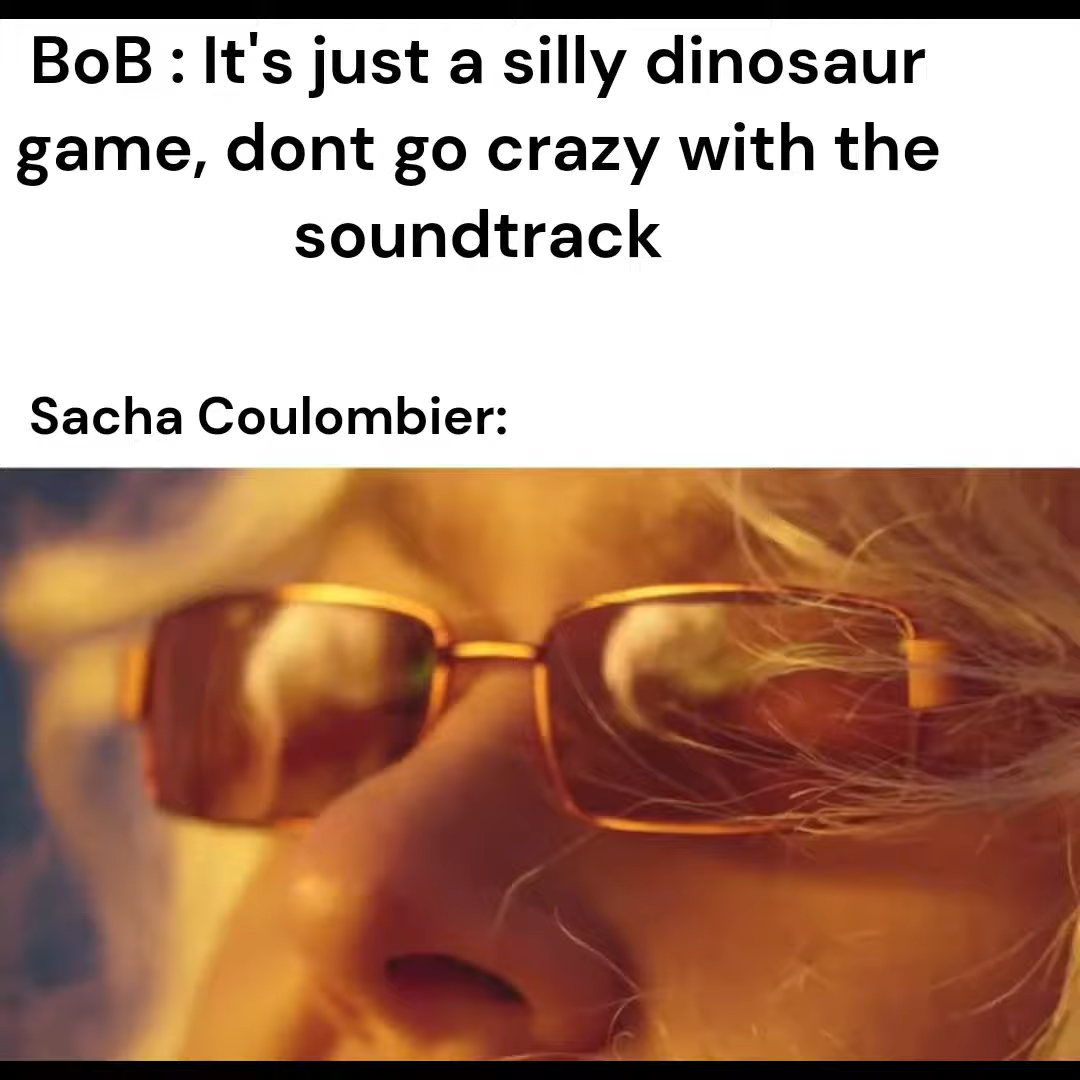 BoB : It's just a silly dinosaur
game, dont go crazy with the
soundtrack
Sacha Coulombier: